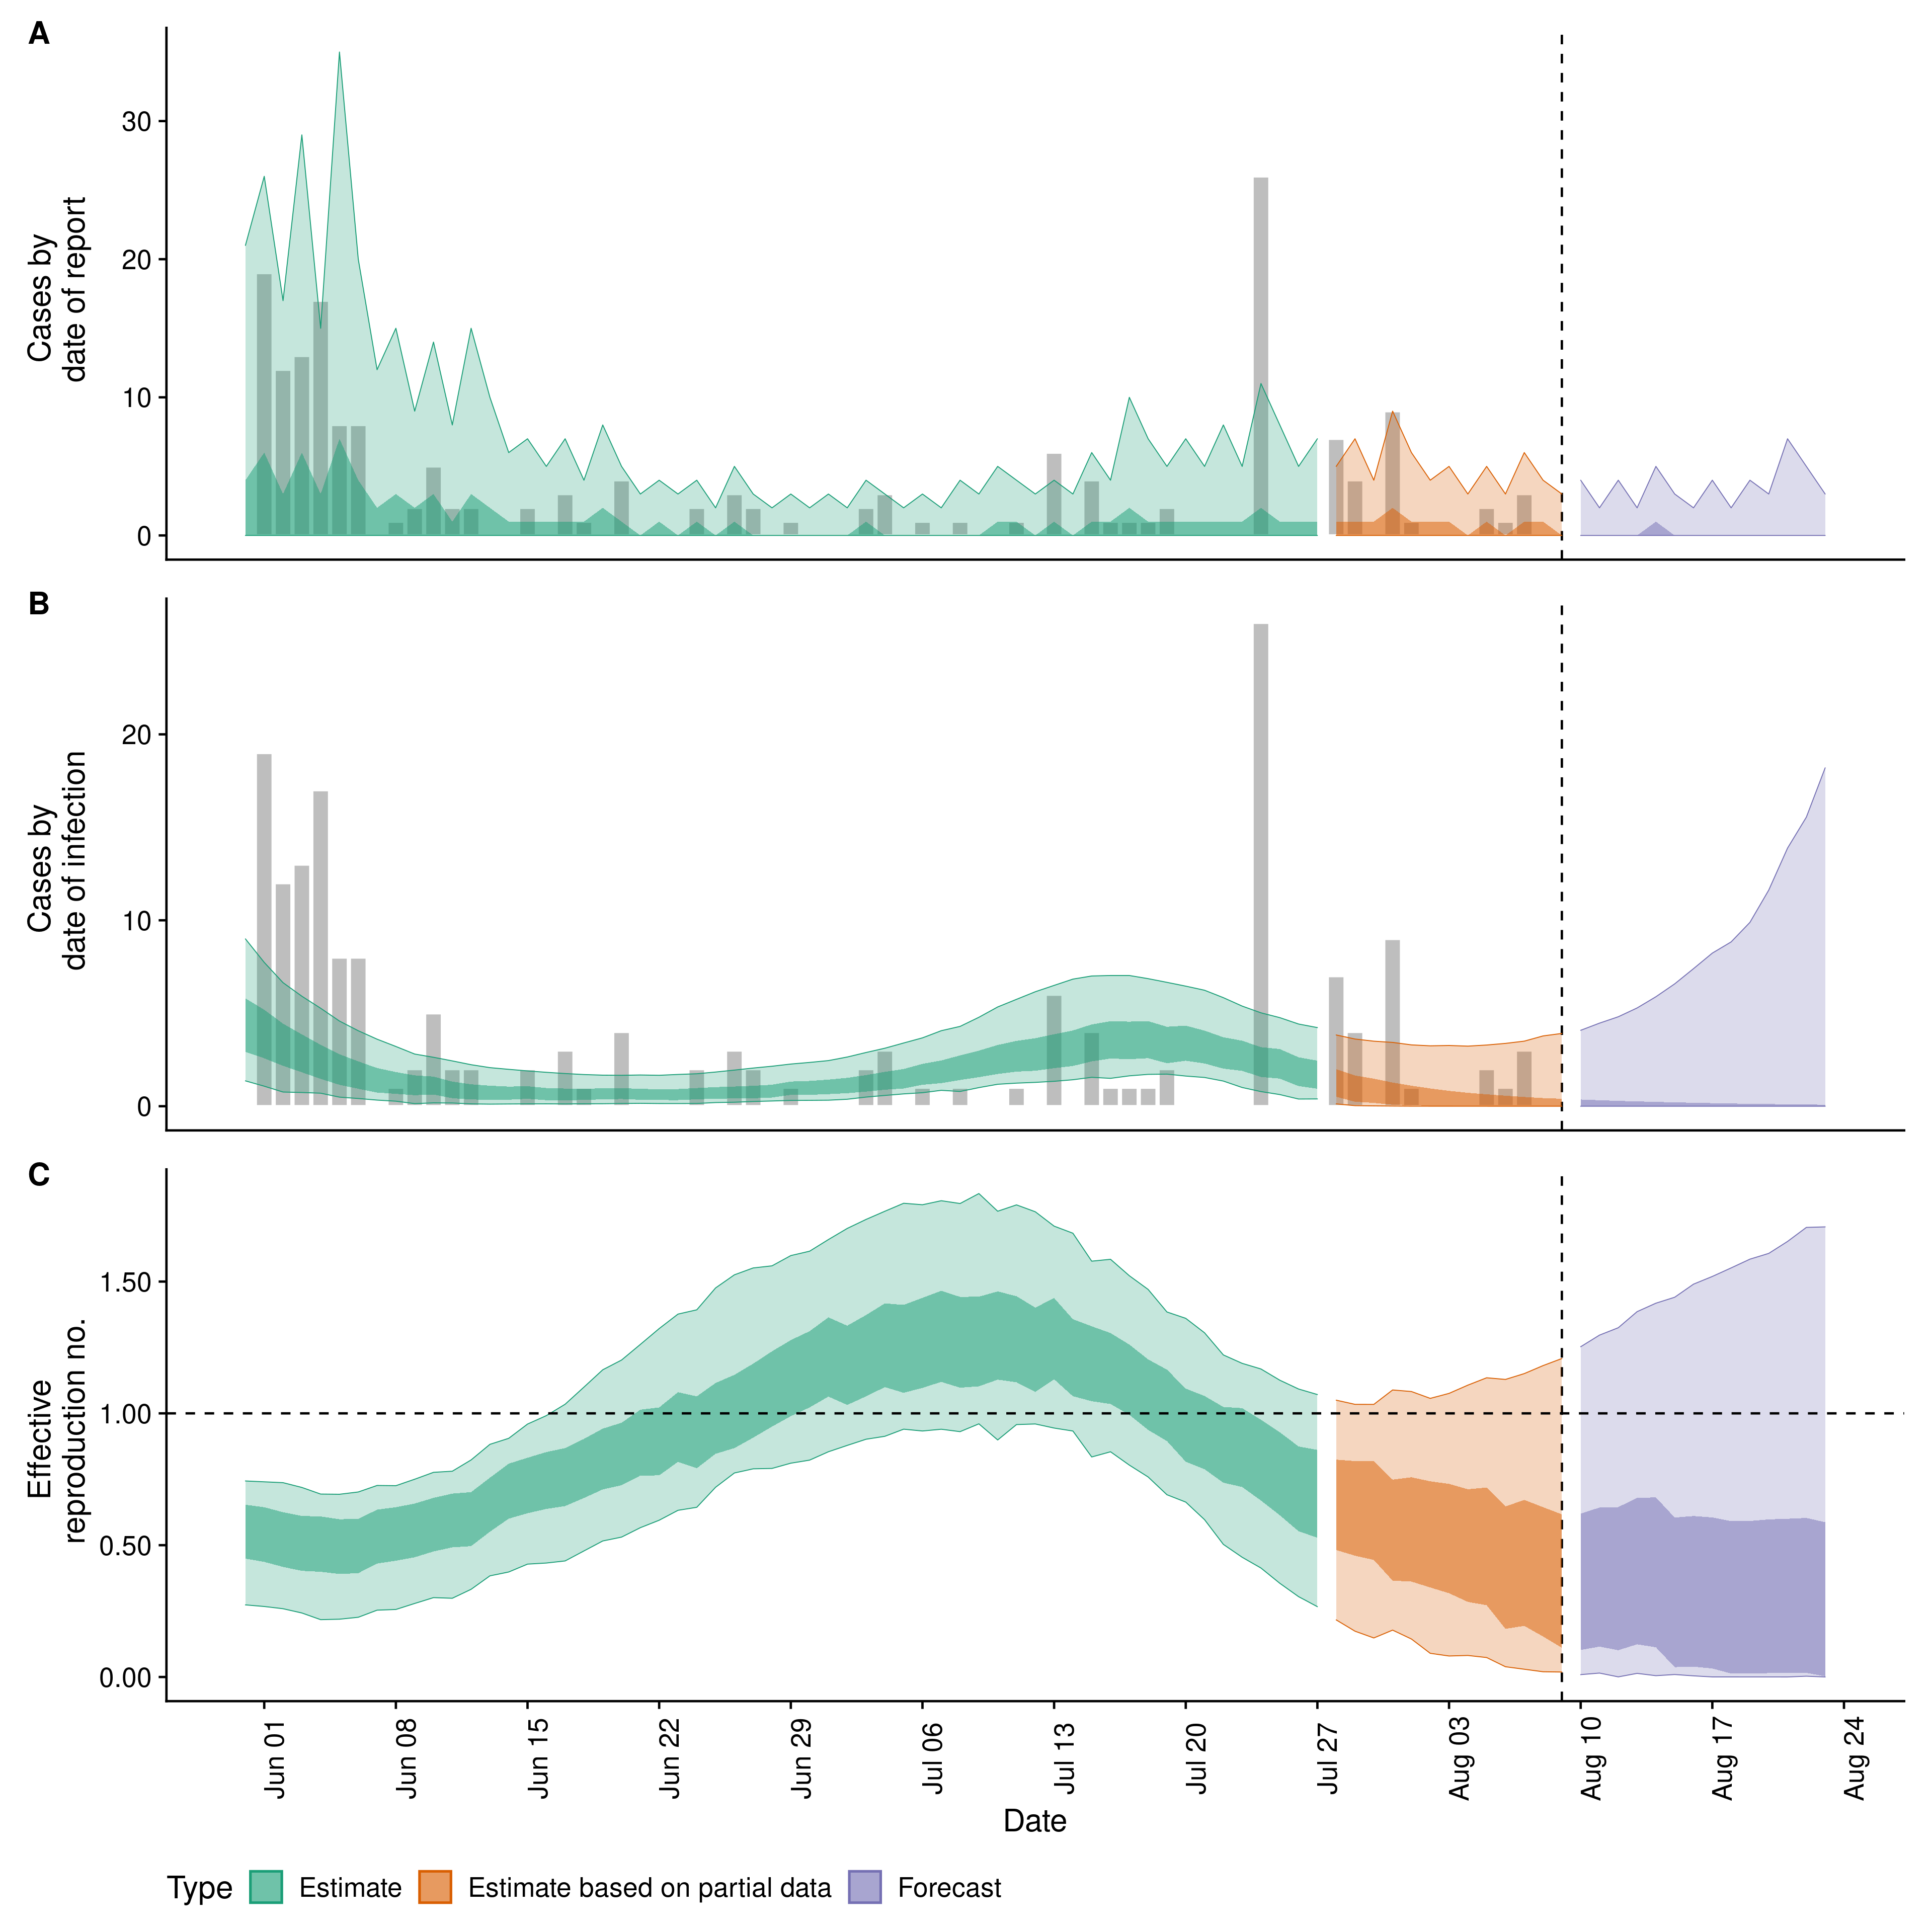 A
Cases by
date of report
30
20
10
0
B
Cases by
date of infection
20
10
0
C
Effective
reproduction no.
1.50
1.00
0.50
0.00
Jun 01
Jun 08
Jun 15
Jun 22
Jun 29
Jul 06
Jul 13
Jul 20
Jul 27
Aug 03
Aug 10
Aug 17
Aug 24
Date
Type Estimate Estimate based on partial data Forecast